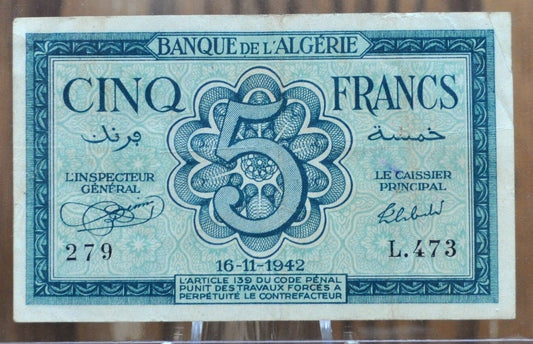 BANQUE DE L'ALGÉRIE
CINQ FRANCS
خمسة فرنك
5
L'INSPECTEUR
GÉNÉRAL
LE CAISSIER
PRINCIPAL
279
L.473
16-11-1942
L'ARTICLE 139 DU CODE PÉNAL
PUNIT DES TRAVAUX FORCÉS À
PERPÉTUITÉ LE CONTREFACTEUR